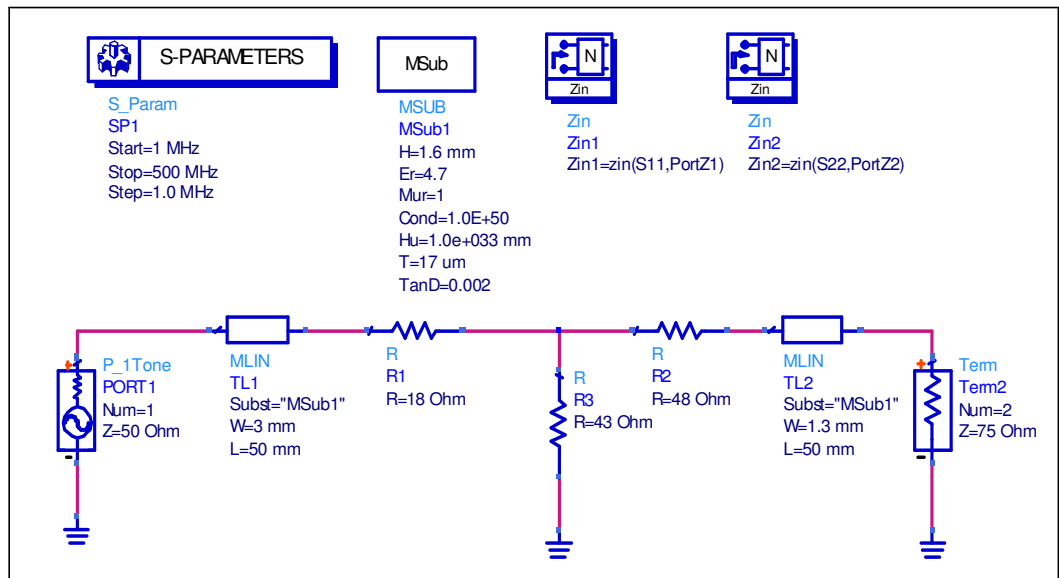 S-PARAMETERS
S_Param
SP1
Start=1 MHz
Stop=500 MHz
Step=1.0 MHz
MSub
MSUB
MSub1
H=1.6 mm
Er=4.7
Mur=1
Cond=1.0E+50
Hu=1.0e+033 mm
T=17 um
TanD=0.002
N
Zin
Zin
Zin1
Zin1=zin(S11,PortZ1)
N
Zin
Zin
Zin2
Zin2=zin(S22,PortZ2)
P_1Tone
PORT1
Num=1
Z=50 Ohm
MLIN
TL1
Subst="MSub1"
W=3 mm
L=50 mm
R
R1
R=18 Ohm
R
R3
R=43 Ohm
R
R2
R=48 Ohm
MLIN
TL2
Subst="MSub1"
W=1.3 mm
L=50 mm
Term
Term2
Num=2
Z=75 Ohm